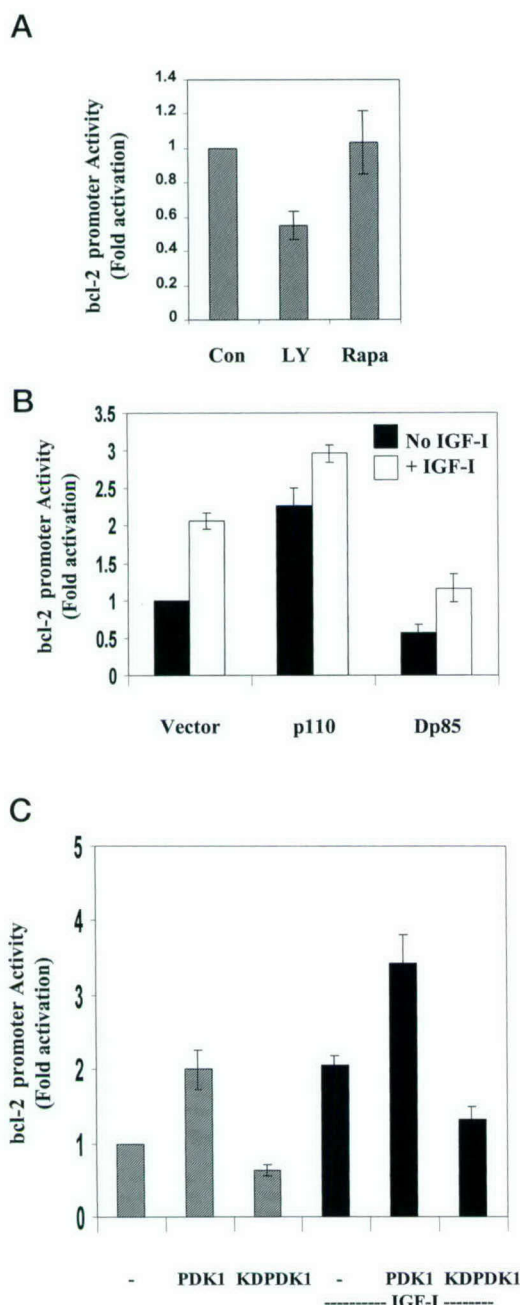 A
bcl-2 promoter Activity
(Fold activation)
1.4
1.2
1
0.8
0.6
0.4
0.2
0
Con LY Rapa
B
bcl-2 promoter Activity
(Fold activation)
3.5
3
2.5
2
1.5
1
0.5
0
No IGF-I
+ IGF-I
Vector p110 Dp85
C
bcl-2 promoter Activity
(Fold activation)
5
4
3
2
1
0
- PDK1 KDPDK1 - PDK1 KDPDK1
---------- IGF-I --------